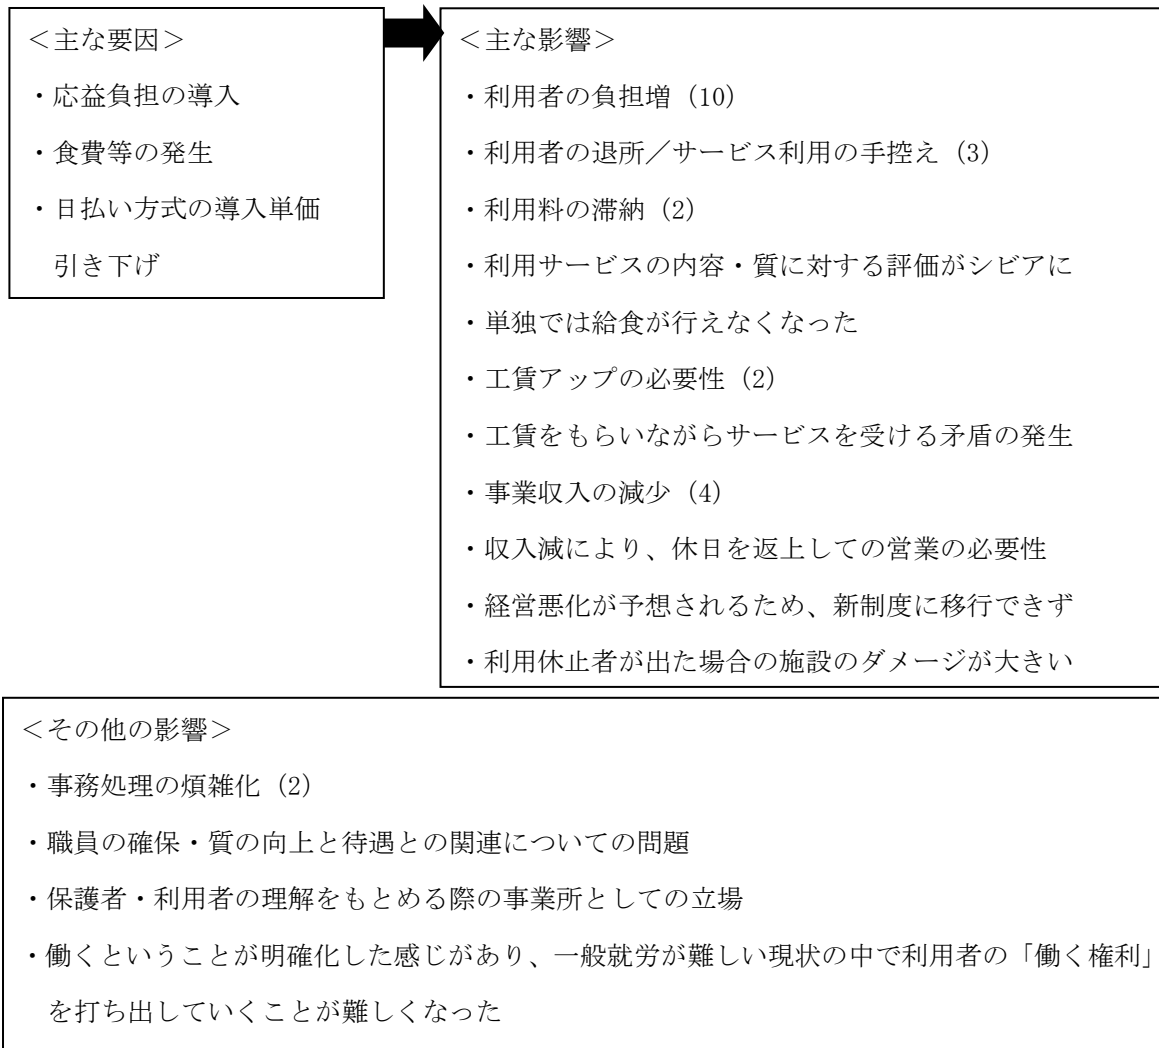 ＜主な要因＞
・応益負担の導入
・食費等の発生
・日払い方式の導入単価
引き下げ
＜主な影響＞
・利用者の負担増（10）
・利用者の退所／サービス利用の手控え（3）
・利用料の滞納（2）
・利用サービスの内容・質に対する評価がシビアに
・単独では給食が行えなくなった
・工賃アップの必要性（2）
・工賃をもらいながらサービスを受ける矛盾の発生
・事業収入の減少（4）
・収入減により、休日を返上しての営業の必要性
・経営悪化が予想されるため、新制度に移行できず
・利用休止者が出た場合の施設のダメージが大きい
＜その他の影響＞
・事務処理の煩雑化（2）
・職員の確保・質の向上と待遇との関連についての問題
・保護者・利用者の理解をもとめる際の事業所としての立場
・働くということが明確化した感じがあり、一般就労が難しい現状の中で利用者の「働く権利」
を打ち出していくことが難しくなった